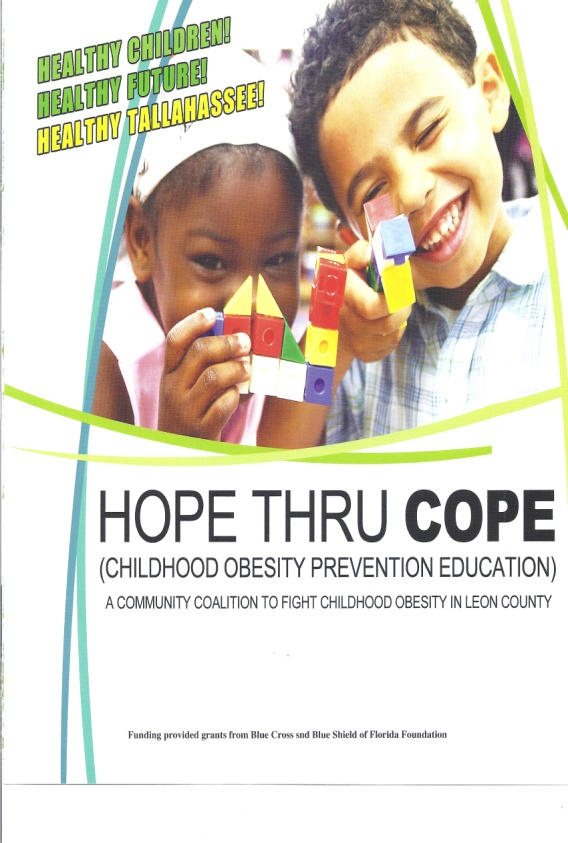 HEALTHY CHILDREN!
HEALTHY FUTURE!
HEALTHY TALLAHASSEE!
HOPE THRU COPE
(CHILDHOOD OBESITY PREVENTION EDUCATION)
A COMMUNITY COALITION TO FIGHT CHILDHOOD OBESITY IN LEON COUNTY
Funding provided grants from Blue Cross snd Blue Shield of Florida Foundation